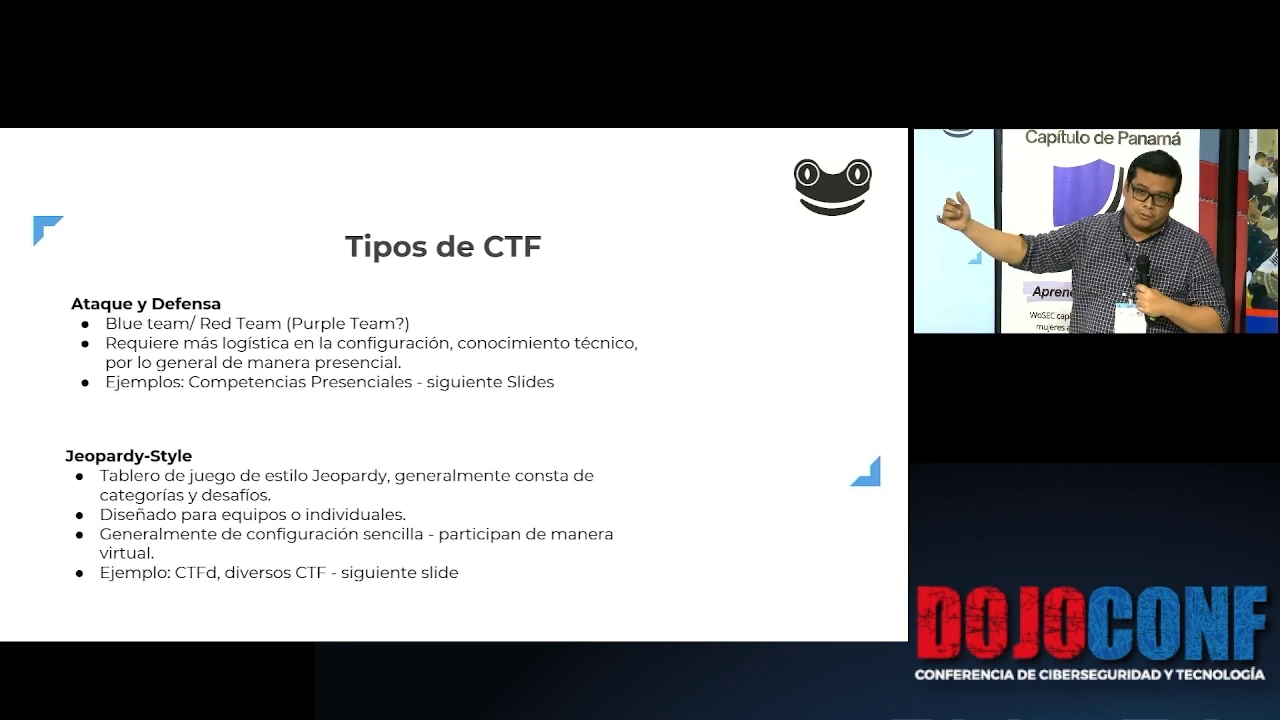 Tipos de CTF
Ataque y Defensa
● Blue team/ Red Team (Purple Team?)
● Requiere más logística en la configuración, conocimiento técnico,
por lo general de manera presencial.
● Ejemplos: Competencias Presenciales - siguiente Slides
Jeopardy-Style
● Tablero de juego de estilo Jeopardy, generalmente consta de
categorías y desafíos.
● Diseñado para equipos o individuales.
● Generalmente de configuración sencilla - participan de manera
virtual.
● Ejemplo: CTFd, diversos CTF - siguiente slide
Capítulo de Panamá
WoSEC
mujeres
DOJOCONF
CONFERENCIA DE CIBERSEGURIDAD Y TECNOLOGÍA